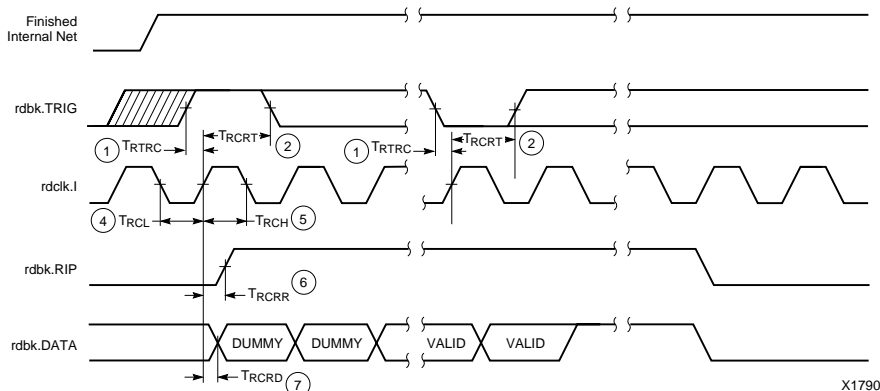 Finished
Internal Net
rdbk.TRIG
TRCRT
2
TRCRT
2
1
TRTRC
1
TRTRC
rdclk.I
4
TRCL
TRCH
5
rdbk.RIP
TRCRR
6
rdbk.DATA
DUMMY
DUMMY
VALID
VALID
TRCRD
7
X1790